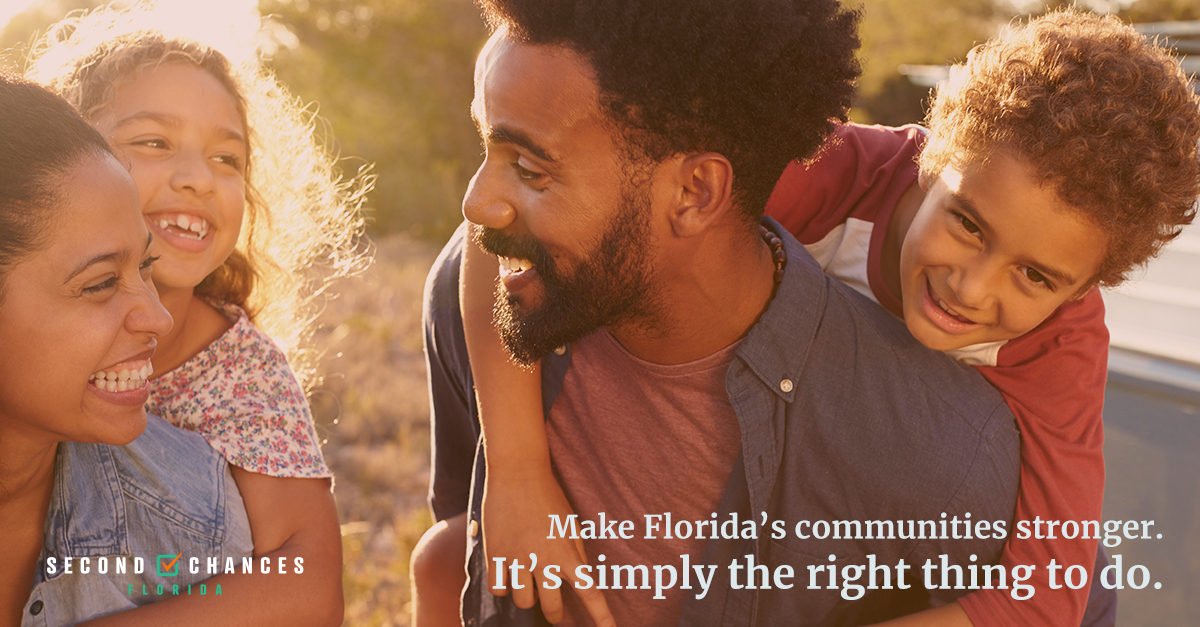 Make Florida’s communities stronger.
It’s simply the right thing to do.
SECOND CHANCES
FLORIDA